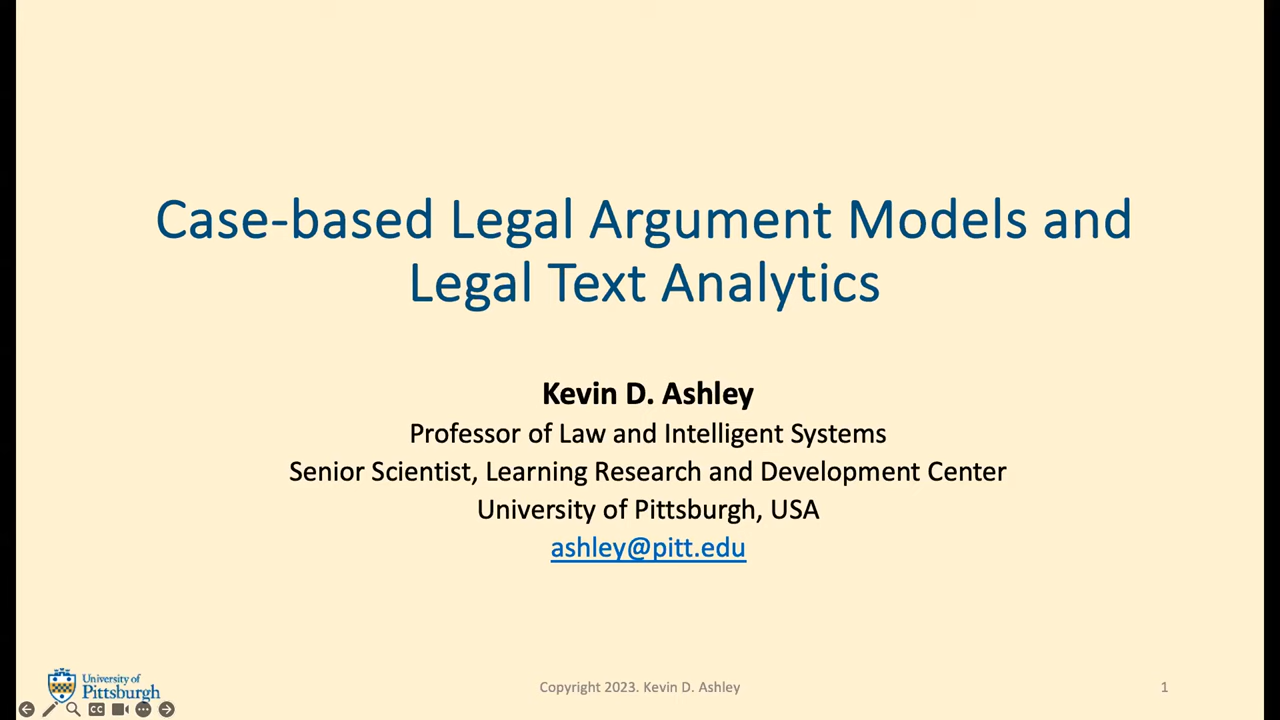 Case-based Legal Argument Models and
Legal Text Analytics
Kevin D. Ashley
Professor of Law and Intelligent Systems
Senior Scientist, Learning Research and Development Center
University of Pittsburgh, USA
ashley@pitt.edu
University of
Pittsburgh
Copyright 2023. Kevin D. Ashley
1
CC